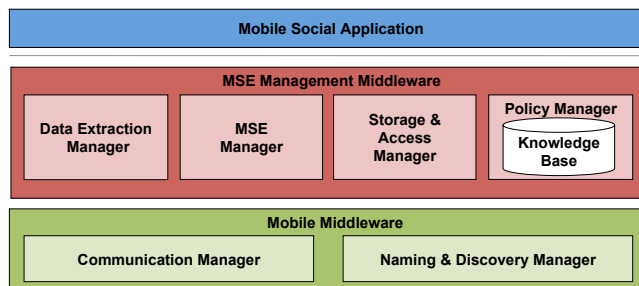 Mobile Social Application
MSE Management Middleware
Data Extraction
Manager
MSE
Manager
Storage &
Access
Manager
Policy Manager
Knowledge
Base
Mobile Middleware
Communication Manager
Naming & Discovery Manager